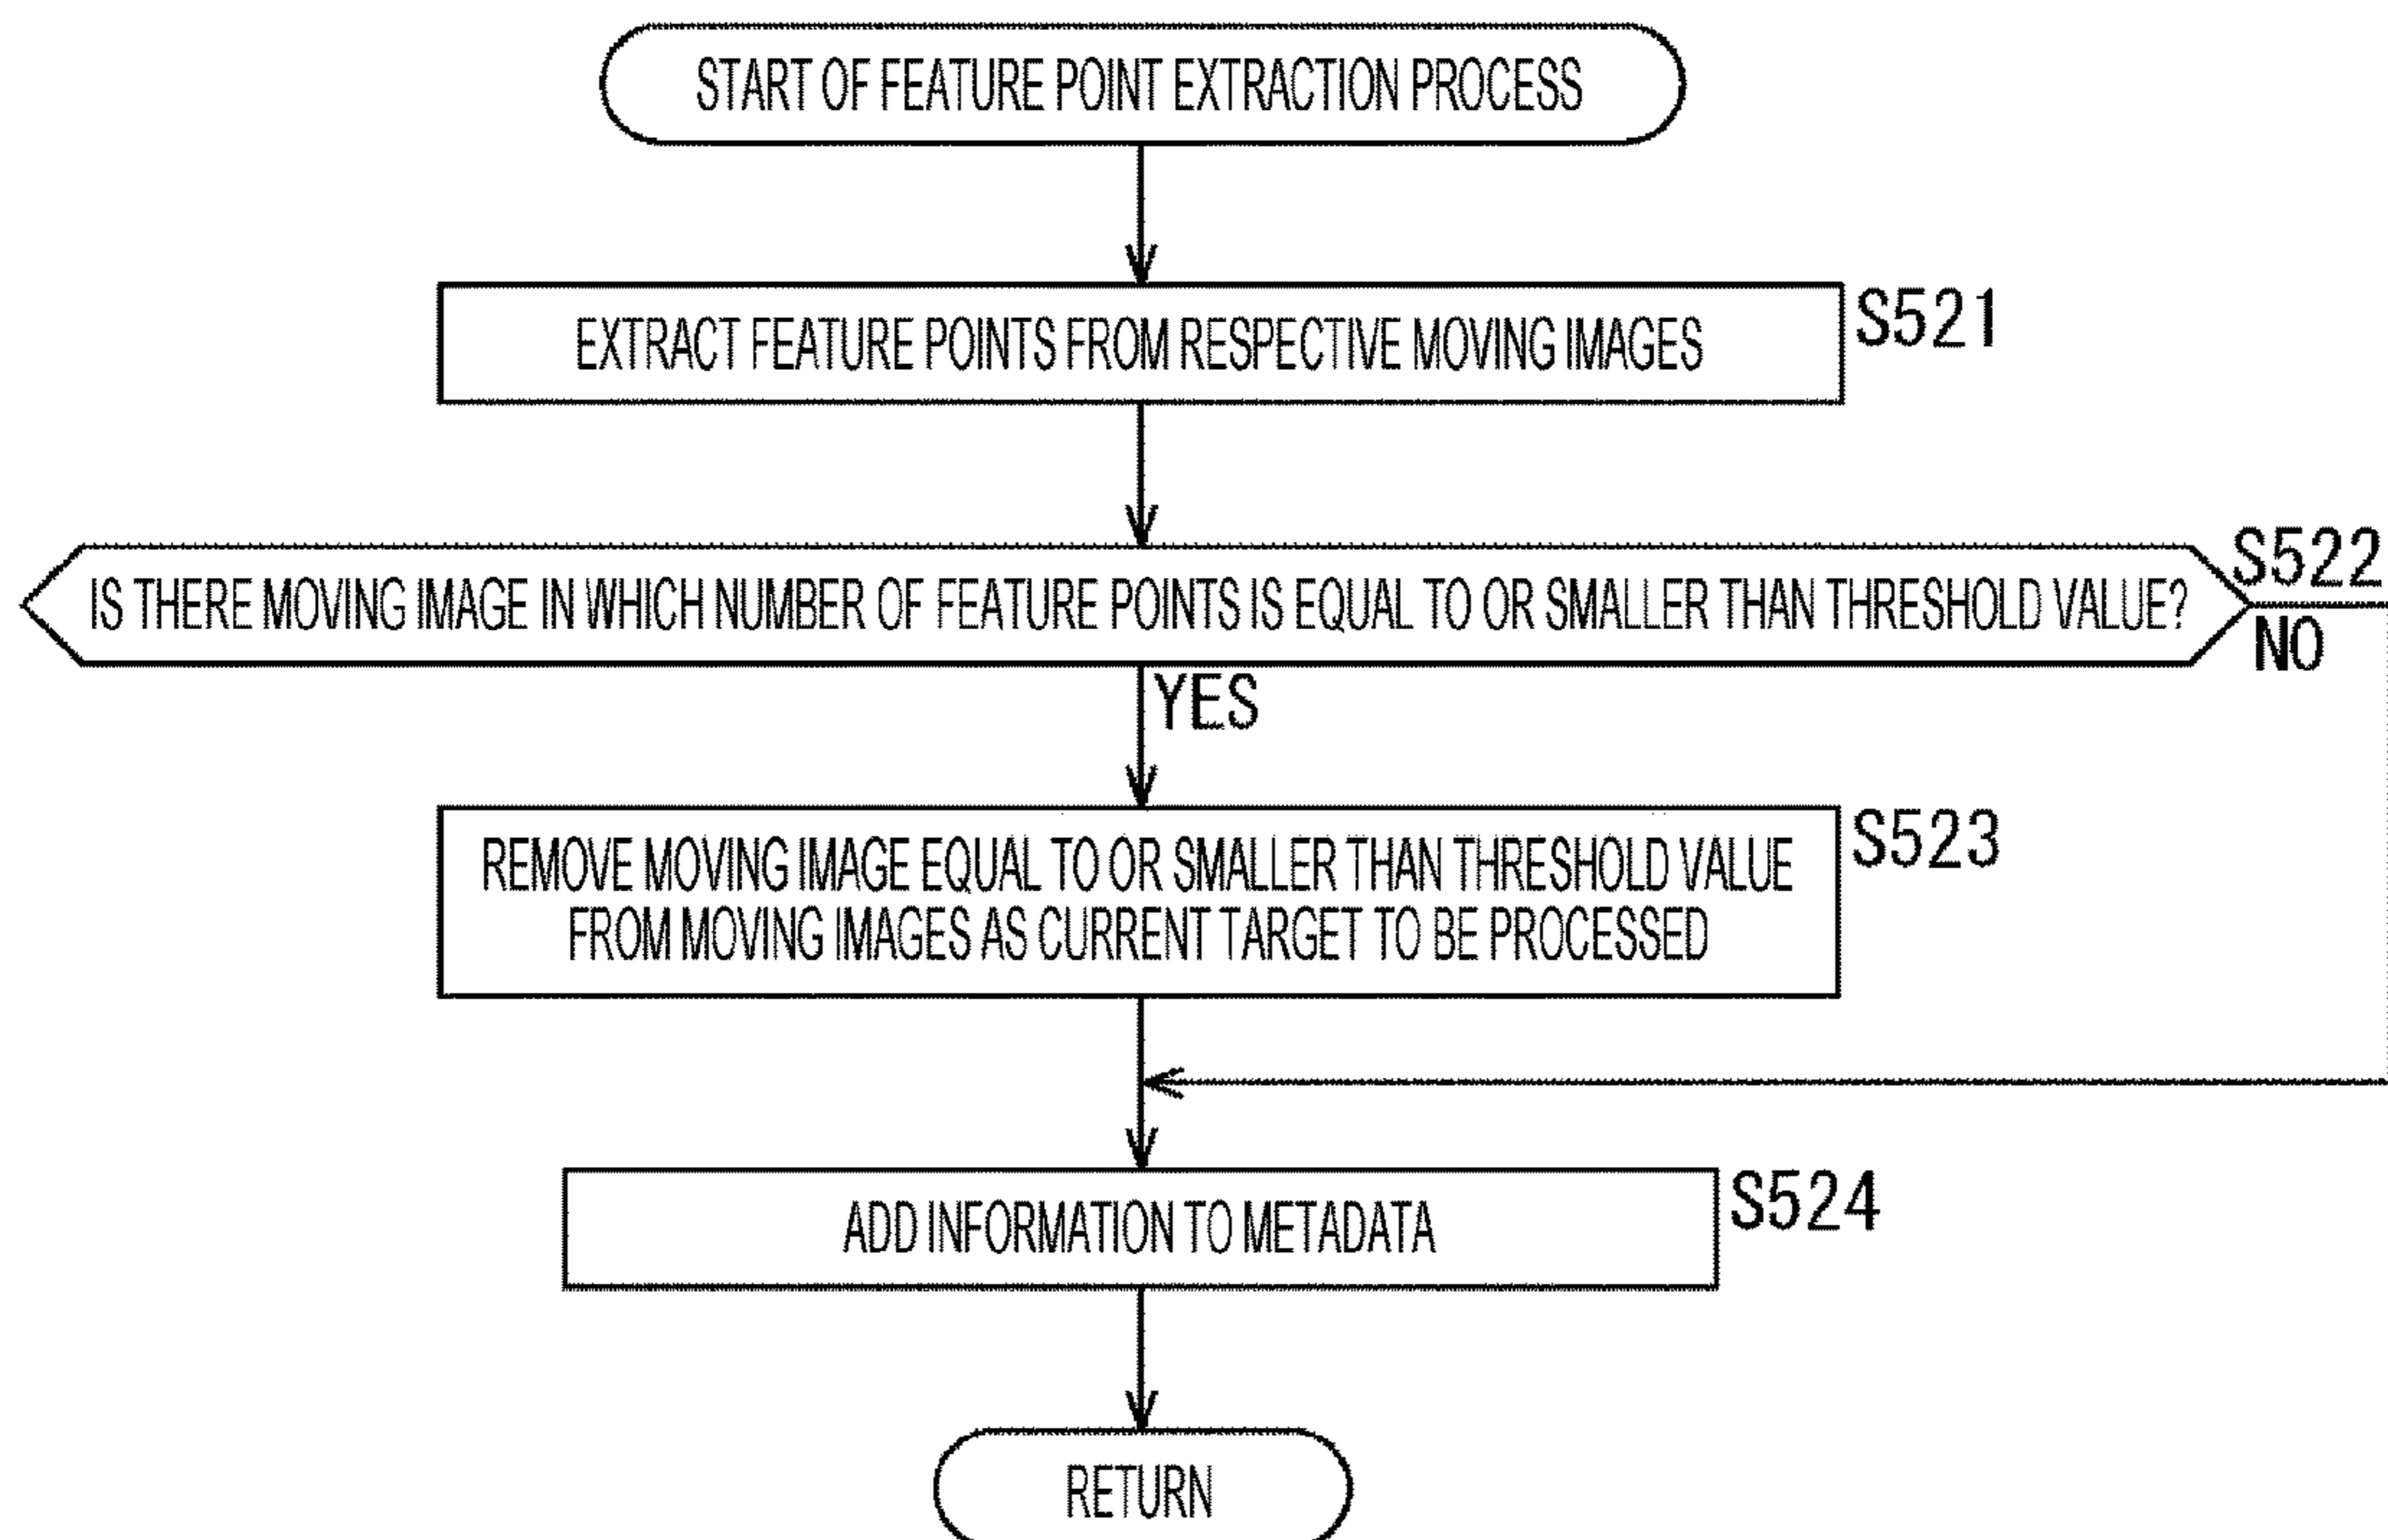 START OF FEATURE POINT EXTRACTION PROCESS
EXTRACT FEATURE POINTS FROM RESPECTIVE MOVING IMAGES
S521
IS THERE MOVING IMAGE IN WHICH NUMBER OF FEATURE POINTS IS EQUAL TO OR SMALLER THAN THRESHOLD VALUE?
S522
NO
YES
REMOVE MOVING IMAGE EQUAL TO OR SMALLER THAN THRESHOLD VALUE
FROM MOVING IMAGES AS CURRENT TARGET TO BE PROCESSED
S523
ADD INFORMATION TO METADATA
S524
RETURN